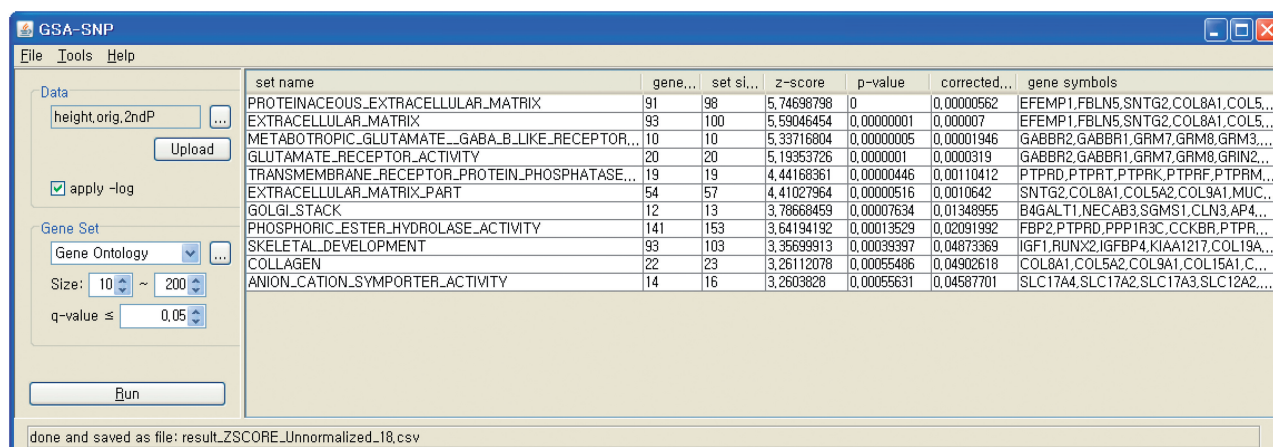 GSA-SNP
File Tools Help
Data
height,orig,2ndP ...
Upload
apply -log
Gene Set
Gene Ontology ...
Size: 10 ~ 200
q-value ≤ 0,05
Run
set name gene,,, set si,,, z-score p-value corrected,,, gene symbols
PROTEINACEOUS_EXTRACELLULAR_MATRIX 91 98 5,74698798 0 0,00000562 EFEMP1,FBLN5,SNTG2,COL8A1,COL5,,,
EXTRACELLULAR_MATRIX 93 100 5,59046454 0,00000001 0,000007 EFEMP1,FBLN5,SNTG2,COL8A1,COL5,,,
METABOTROPIC_GLUTAMATE__GABA_B_LIKE_RECEPTOR,,, 10 10 5,33716804 0,00000005 0,00001946 GABBR2,GABBR1,GRM7,GRM8,GRM3,,,
GLUTAMATE_RECEPTOR_ACTIVITY 20 20 5,19353726 0,0000001 0,0000319 GABBR2,GABBR1,GRM7,GRM8,GRIN2,,,
TRANSMEMBRANE_RECEPTOR_PROTEIN_PHOSPHATASE,,, 19 19 4,44168361 0,00000446 0,00110412 PTPRD,PTPRT,PTPRK,PTPRF,PTPRM,,,
EXTRACELLULAR_MATRIX_PART 54 57 4,41027964 0,00000516 0,0010642 SNTG2,COL8A1,COL5A2,COL9A1,MUC,,,
GOLGI_STACK 12 13 3,78668459 0,00007634 0,01348955 B4GALT1,NECAB3,SGMS1,CLN3,AP4,,,
PHOSPHORIC_ESTER_HYDROLASE_ACTIVITY 141 153 3,64194192 0,00013529 0,02091992 FBP2,PTPRD,PPP1R3C,CCKBR,PTPR,,,
SKELETAL_DEVELOPMENT 93 103 3,35699913 0,00039397 0,04873369 IGF1,RUNX2,IGFBP4,KIAA1217,COL19A,,,
COLLAGEN 22 23 3,26112078 0,00055486 0,04902618 COL8A1,COL5A2,COL9A1,COL15A1,C,,,
ANION_CATION_SYMPORTER_ACTIVITY 14 16 3,2603828 0,00055631 0,04587701 SLC17A4,SLC17A2,SLC17A3,SLC12A2,,,
done and saved as file: result_ZSCORE_Unnormalized_18,csv